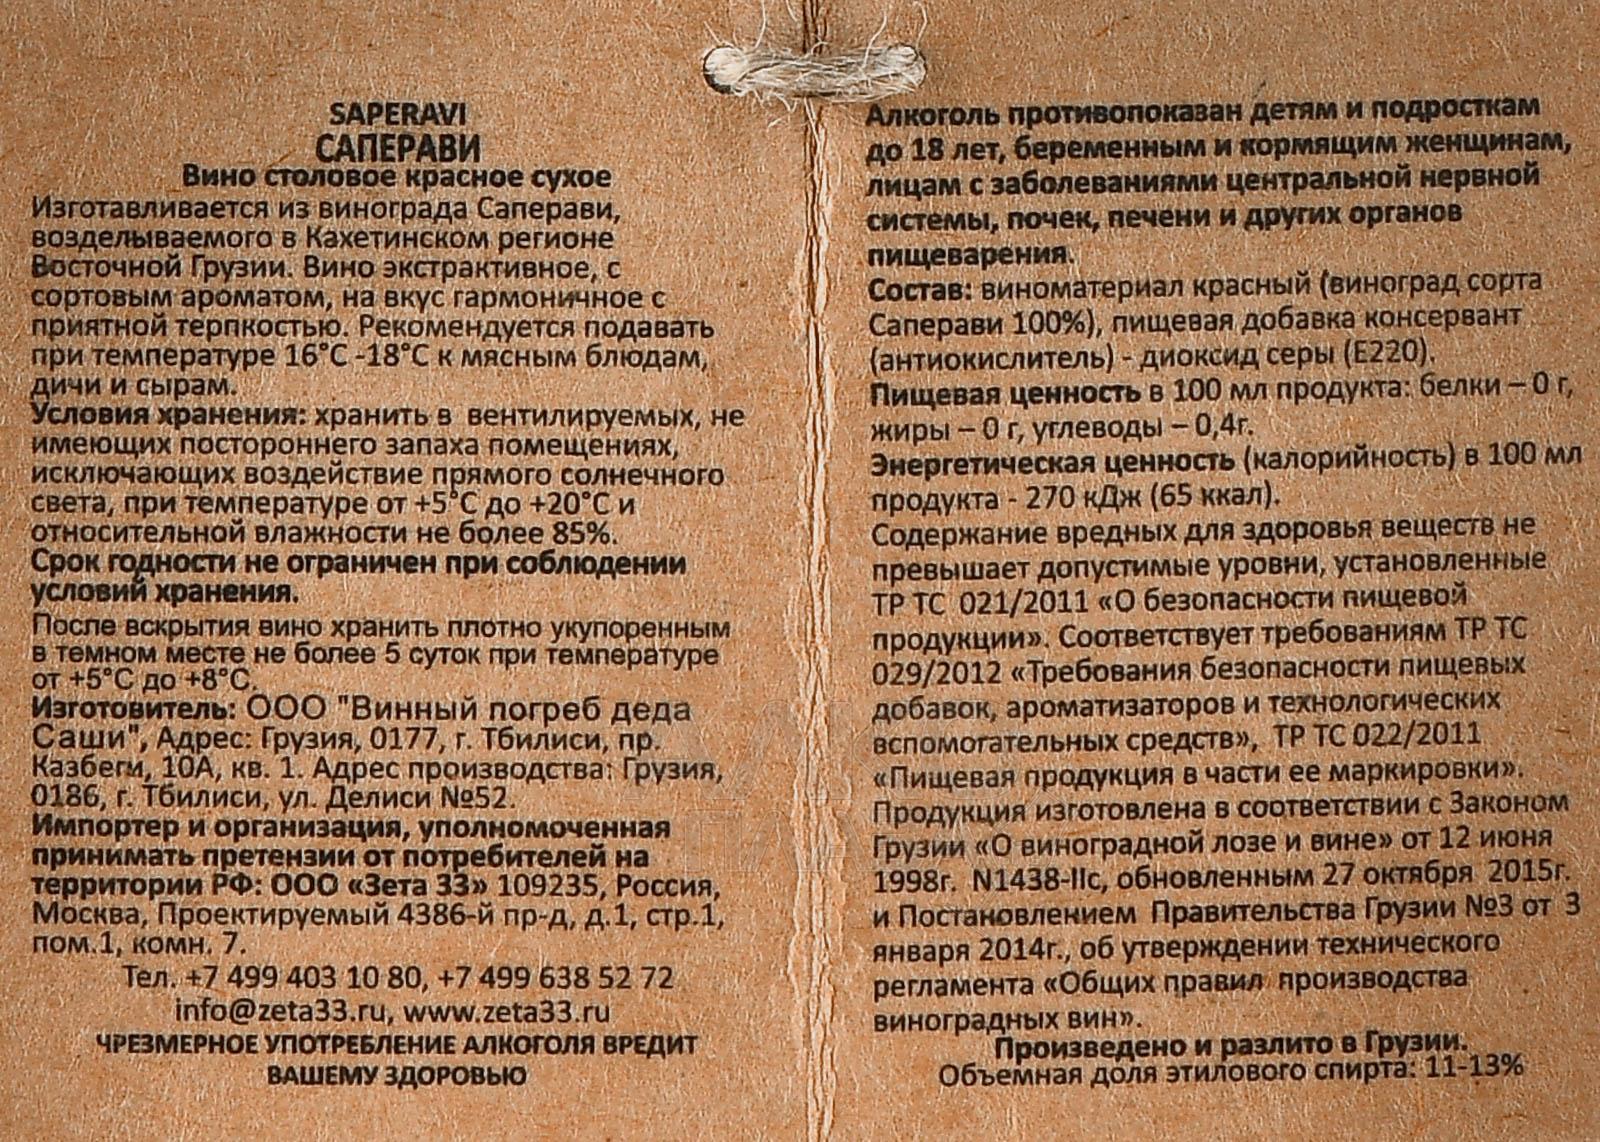 SAPERAVI
САПЕРАВИ
Вино столовое красное сухое
Изготавливается из винограда Саперави,
возделываемого в Кахетинском регионе
Восточной Грузии. Вино экстрактивное, с
сортовым ароматом, на вкус гармоничное с
приятной терпкостью. Рекомендуется подавать
при температуре 16°С -18°С к мясным блюдам,
дичи и сырам.
Условия хранения: хранить в вентилируемых, не
имеющих постороннего запаха помещениях,
исключающих воздействие прямого солнечного
света, при температуре от +5°С до +20°С и
относительной влажности не более 85%.
Срок годности не ограничен при соблюдении
условий хранения.
После вскрытия вино хранить плотно укупоренным
в темном месте не более 5 суток при температуре
от +5°С до +8°С.
Изготовитель: ООО "Винный погреб деда
Саши", Адрес: Грузия, 0177, г. Тбилиси, пр.
Казбеги, 10А, кв. 1. Адрес производства: Грузия,
0186, г. Тбилиси, ул. Делиси №52.
Импортер и организация, уполномоченная
принимать претензии от потребителей на
территории РФ: ООО «Зета 33» 109235, Россия,
Москва, Проектируемый 4386-й пр-д, д.1, стр.1,
пом.1, комн. 7.
Тел. +7 499 403 10 80, +7 499 638 52 72
info@zeta33.ru, www.zeta33.ru
ЧРЕЗМЕРНОЕ УПОТРЕБЛЕНИЕ АЛКОГОЛЯ ВРЕДИТ
ВАШЕМУ ЗДОРОВЬЮ
Алкоголь противопоказан детям и подросткам
до 18 лет, беременным и кормящим женщинам,
лицам с заболеваниями центральной нервной
системы, почек, печени и других органов
пищеварения.
Состав: виноматериал красный (виноград сорта
Саперави 100%), пищевая добавка консервант
(антиокислитель) - диоксид серы (Е220).
Пищевая ценность в 100 мл продукта: белки – 0 г,
жиры – 0 г, углеводы – 0,4г.
Энергетическая ценность (калорийность) в 100 мл
продукта - 270 кДж (65 ккал).
Содержание вредных для здоровья веществ не
превышает допустимые уровни, установленные
ТР ТС 021/2011 «О безопасности пищевой
продукции». Соответствует требованиям ТР ТС
029/2012 «Требования безопасности пищевых
добавок, ароматизаторов и технологических
вспомогательных средств», ТР ТС 022/2011
«Пищевая продукция в части ее маркировки».
Продукция изготовлена в соответствии с Законом
Грузии «О виноградной лозе и вине» от 12 июня
1998г. N1438-IIс, обновленным 27 октября 2015г.
и Постановлением Правительства Грузии №3 от 3
января 2014г., об утверждении технического
регламента «Общих правил производства
виноградных вин».
Произведено и разлито в Грузии.
Объемная доля этилового спирта: 11-13%